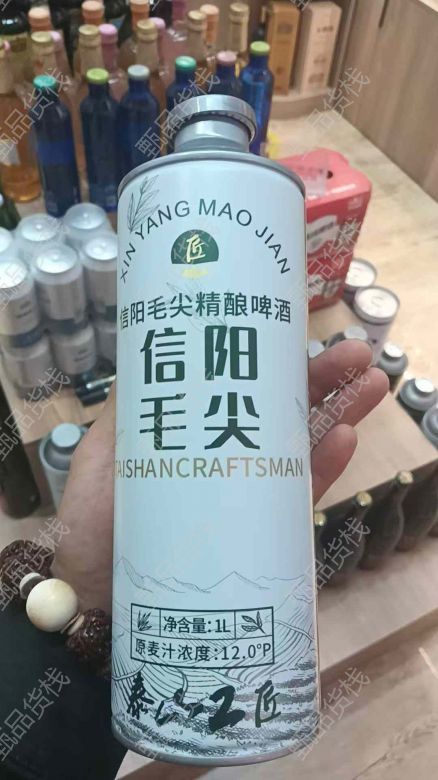 XIN YANG MAO JIAN
匠
信阳毛尖精酿啤酒
信阳
毛尖
TAISHANCRAFTSMAN
净含量:1L
原麦汁浓度:12.0°P
泰山工匠
甄品货栈